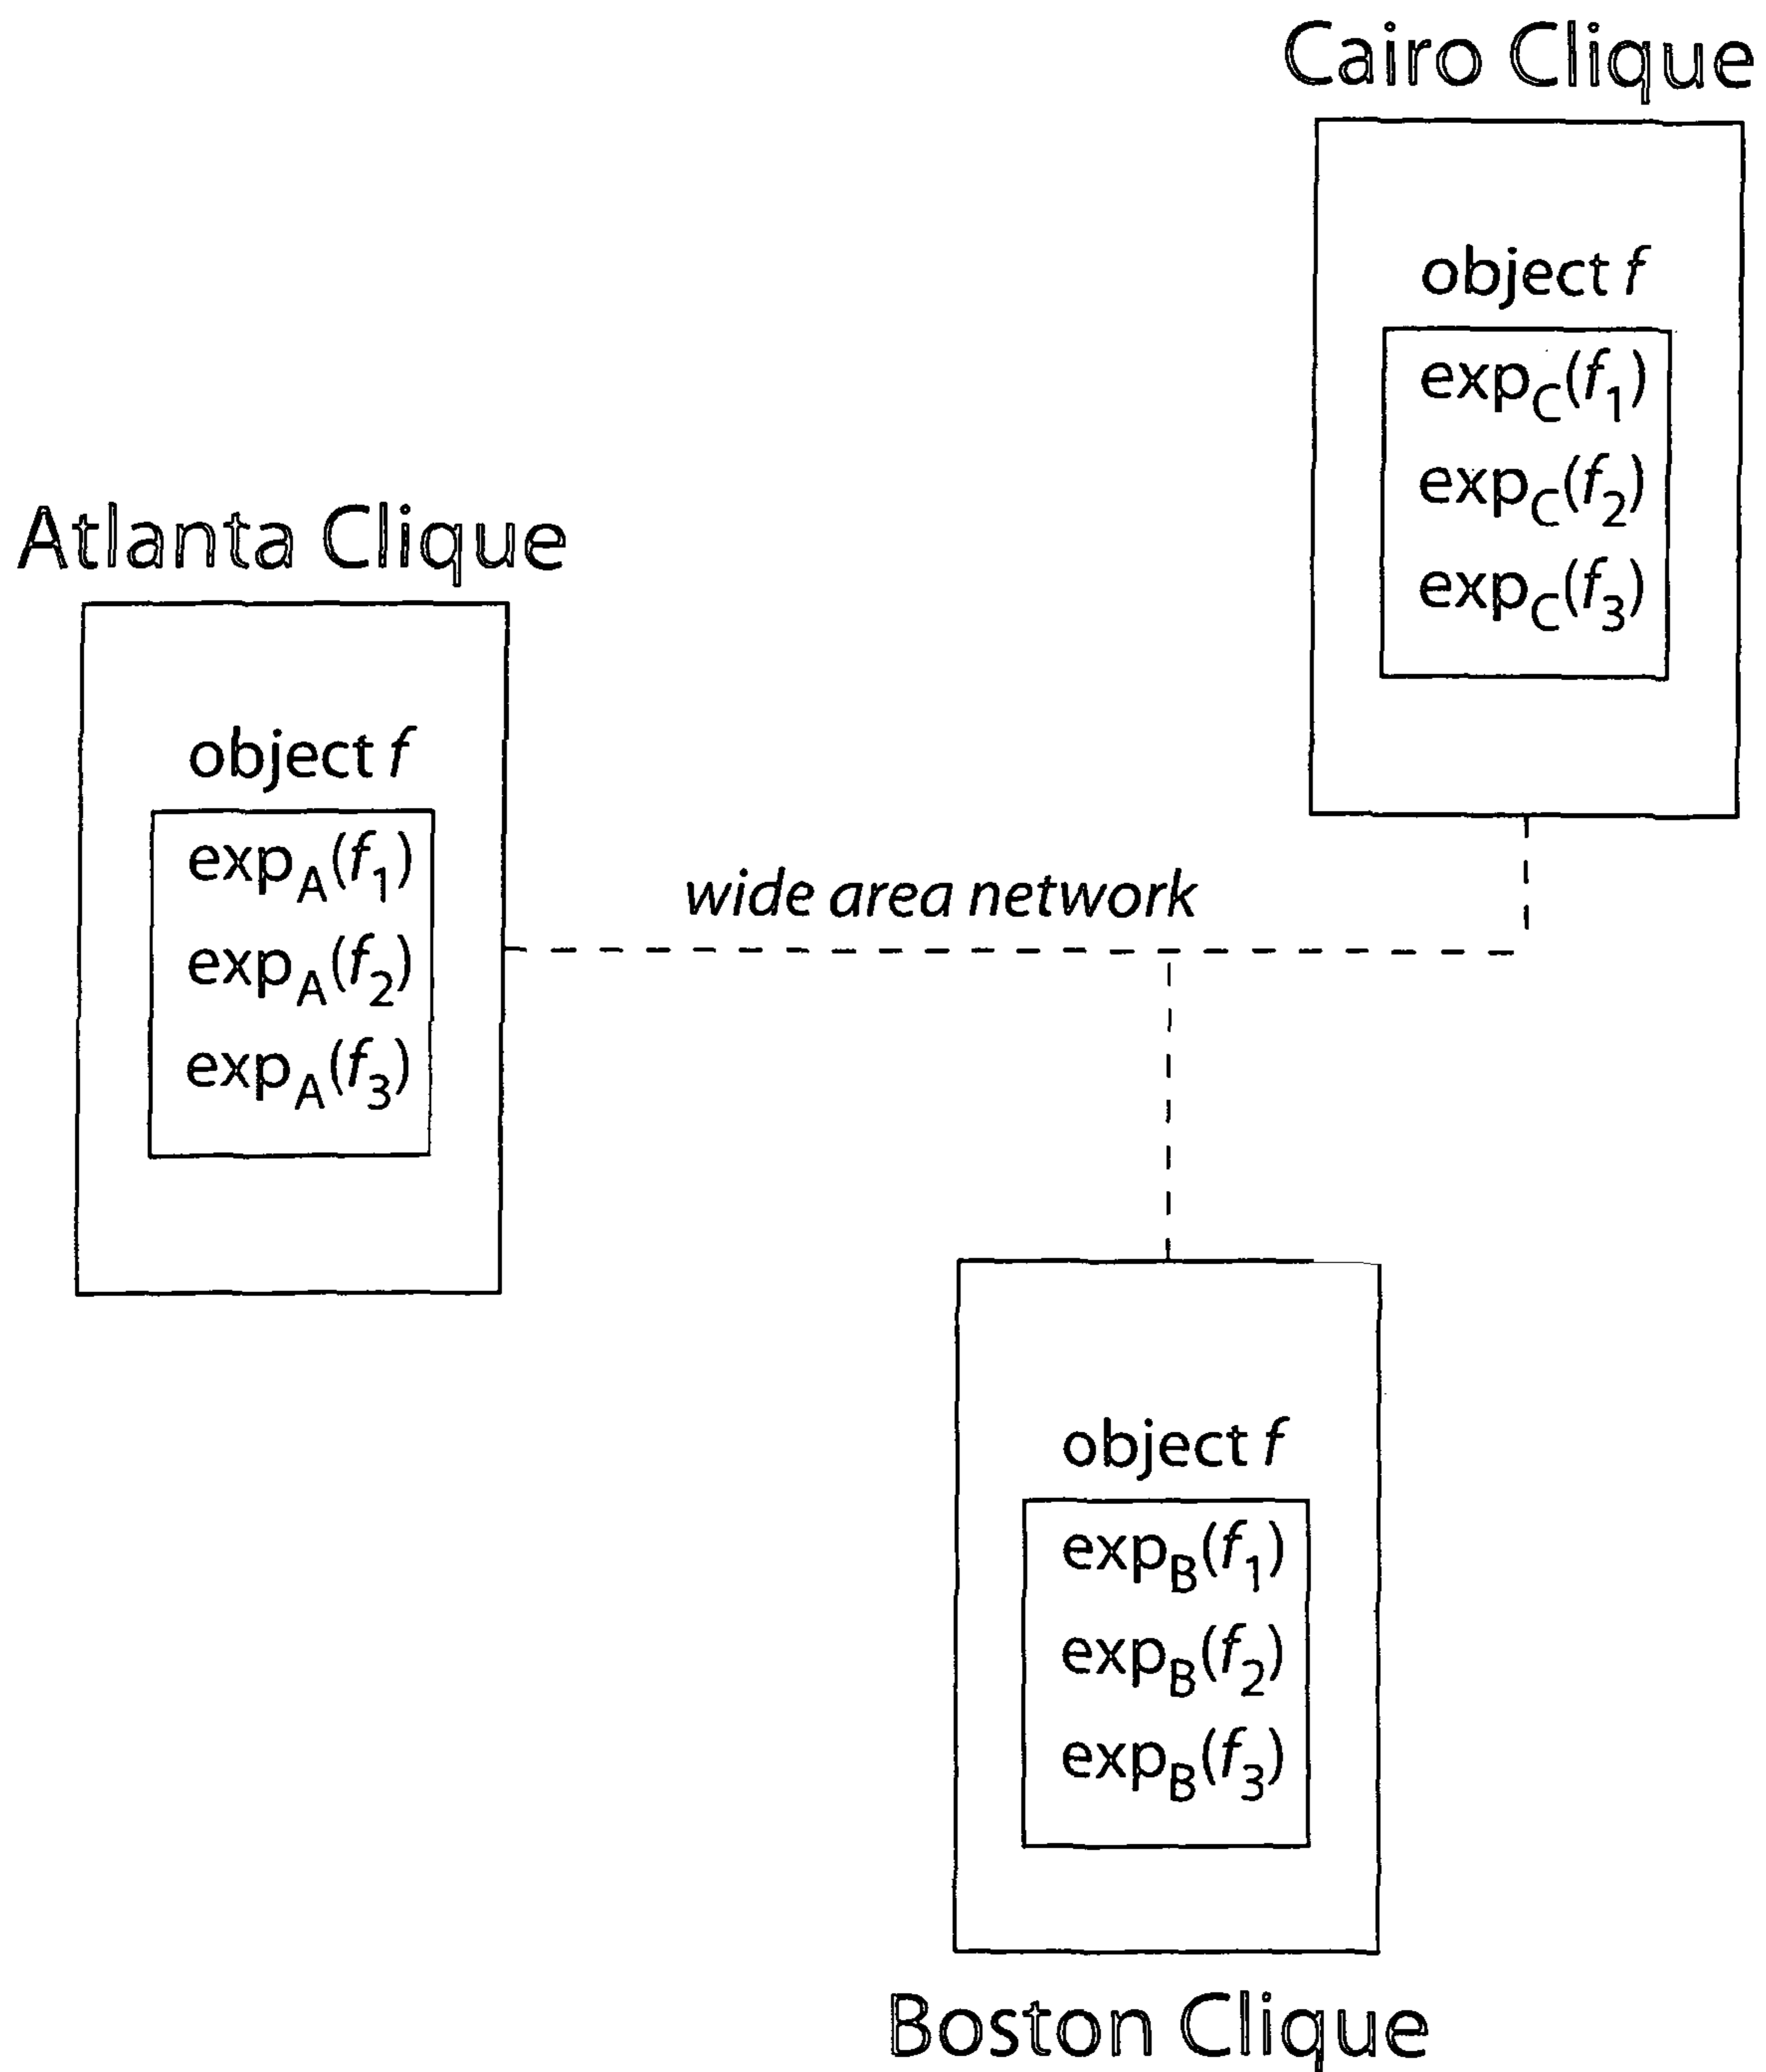 Cairo Clique
object f
exp_C(f_1)
exp_C(f_2)
exp_C(f_3)
Atlanta Clique
object f
exp_A(f_1)
exp_A(f_2)
exp_A(f_3)
wide area network
object f
exp_B(f_1)
exp_B(f_2)
exp_B(f_3)
Boston Clique